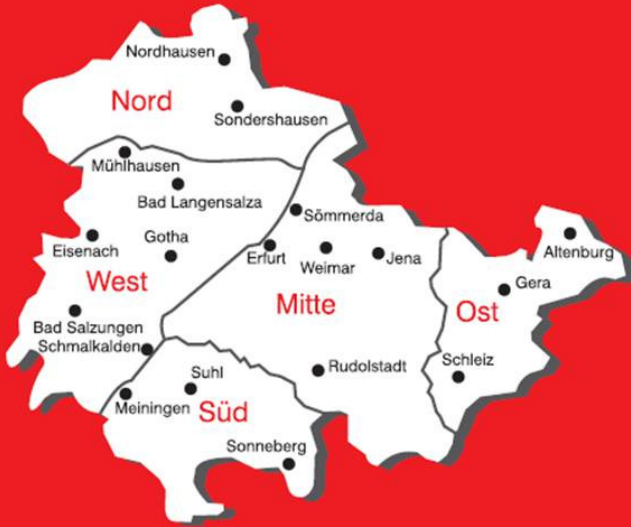 Nordhausen
Nord
Sondershausen
Mühlhausen
Bad Langensalza
Sömmerda
Eisenach
Gotha
Erfurt
Weimar
Jena
Altenburg
West
Mitte
Gera
Ost
Bad Salzungen
Schmalkalden
Rudolstadt
Schleiz
Suhl
Meiningen
Süd
Sonneberg